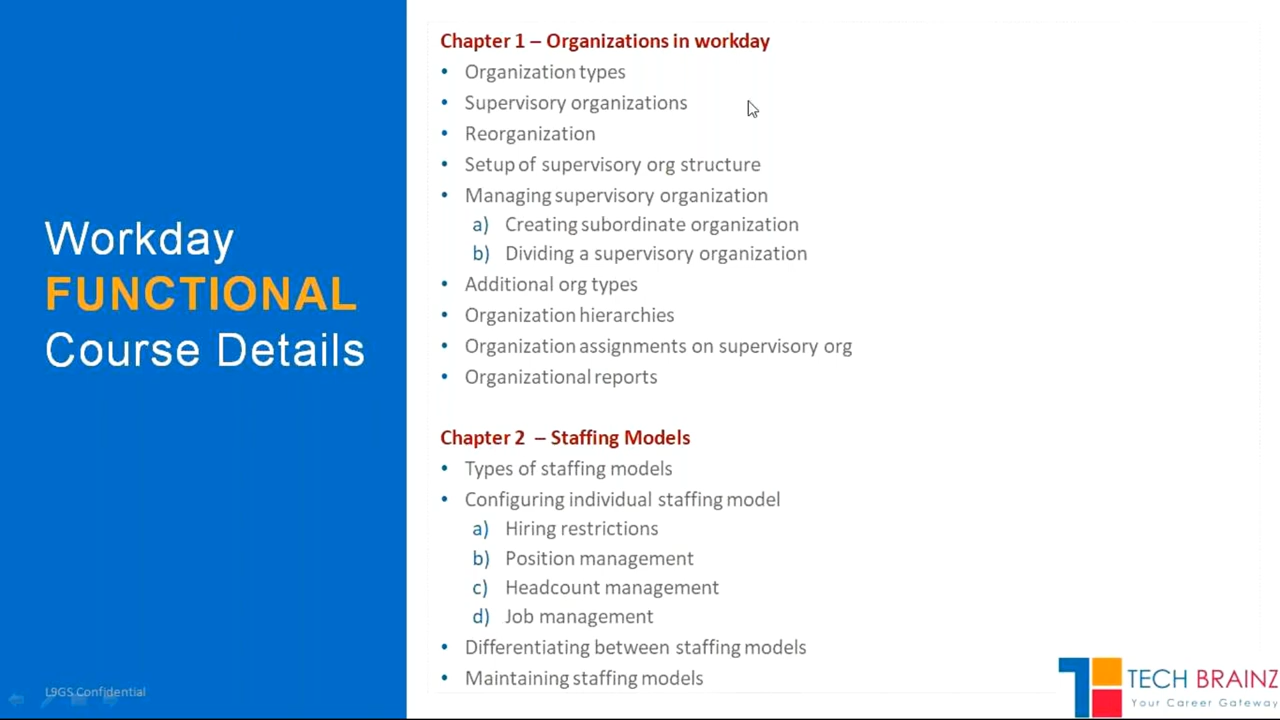 Workday
FUNCTIONAL
Course Details
L9GS Confidential
Chapter 1 – Organizations in workday
• Organization types
• Supervisory organizations
• Reorganization
• Setup of supervisory org structure
• Managing supervisory organization
a) Creating subordinate organization
b) Dividing a supervisory organization
• Additional org types
• Organization hierarchies
• Organization assignments on supervisory org
• Organizational reports
Chapter 2 – Staffing Models
• Types of staffing models
• Configuring individual staffing model
a) Hiring restrictions
b) Position management
c) Headcount management
d) Job management
• Differentiating between staffing models
• Maintaining staffing models
TECH BRAINZ
Your Career Gateway